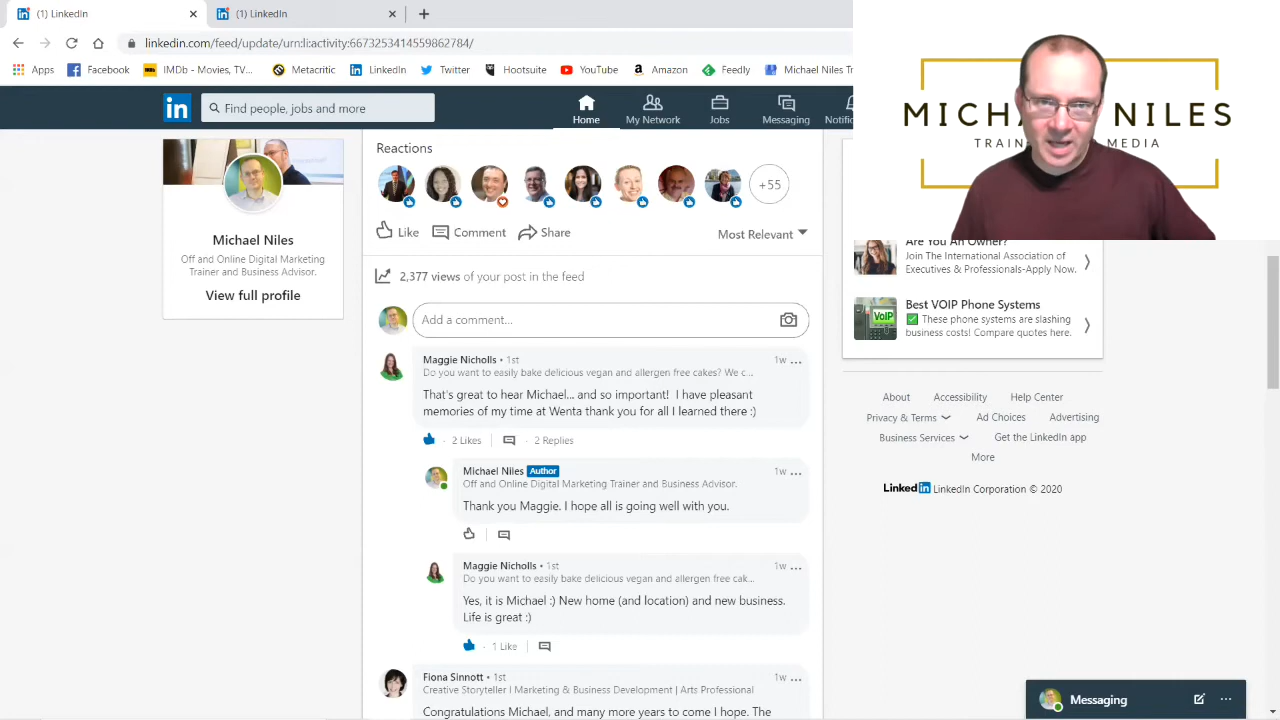 (1) LinkedIn
(1) LinkedIn
linkedin.com/feed/update/urn:li:activity:6673253414559862784/
Apps
Facebook
IMDb - Movies, TV...
Metacritic
LinkedIn
Twitter
Hootsuite
YouTube
Amazon
Feedly
Michael Niles Tr
in
Find people, jobs and more
Home
My Network
Jobs
Messaging
MICHA NILES
TRAIN MEDIA
Michael Niles
Off and Online Digital Marketing
Trainer and Business Advisor.
View full profile
Reactions
+55
Like
Comment
Share
Most Relevant
2,377 views of your post in the feed
Add a comment...
Maggie Nicholls • 1st
1w
Do you want to easily bake delicious vegan and allergen free cakes? We c...
That's great to hear Michael... and so important! I have pleasant
memories of my time at Wenta thank you for all I learned there :)
2 Likes
2 Replies
Michael Niles Author
1w
Off and Online Digital Marketing Trainer and Business Advisor.
Thank you Maggie. I hope all is going well with you.
Maggie Nicholls • 1st
1w
Do you want to easily bake delicious vegan and allergen free cak...
Yes, it is Michael :) New home (and location) and new business.
Life is great :)
1 Like
Fiona Sinnott • 1st
1w
Creative Storyteller I Marketing & Business Development | Arts Professional
Congratulations Michael, and many more years to come I hope. The
Are You An Owner?
Join The International Association of
Executives & Professionals-Apply Now.
VoIP
Best VOIP Phone Systems
✅ These phone systems are slashing
business costs! Compare quotes here.
About
Accessibility
Help Center
Privacy & Terms
Ad Choices
Advertising
Business Services
Get the LinkedIn app
More
LinkedIn LinkedIn Corporation © 2020
Messaging